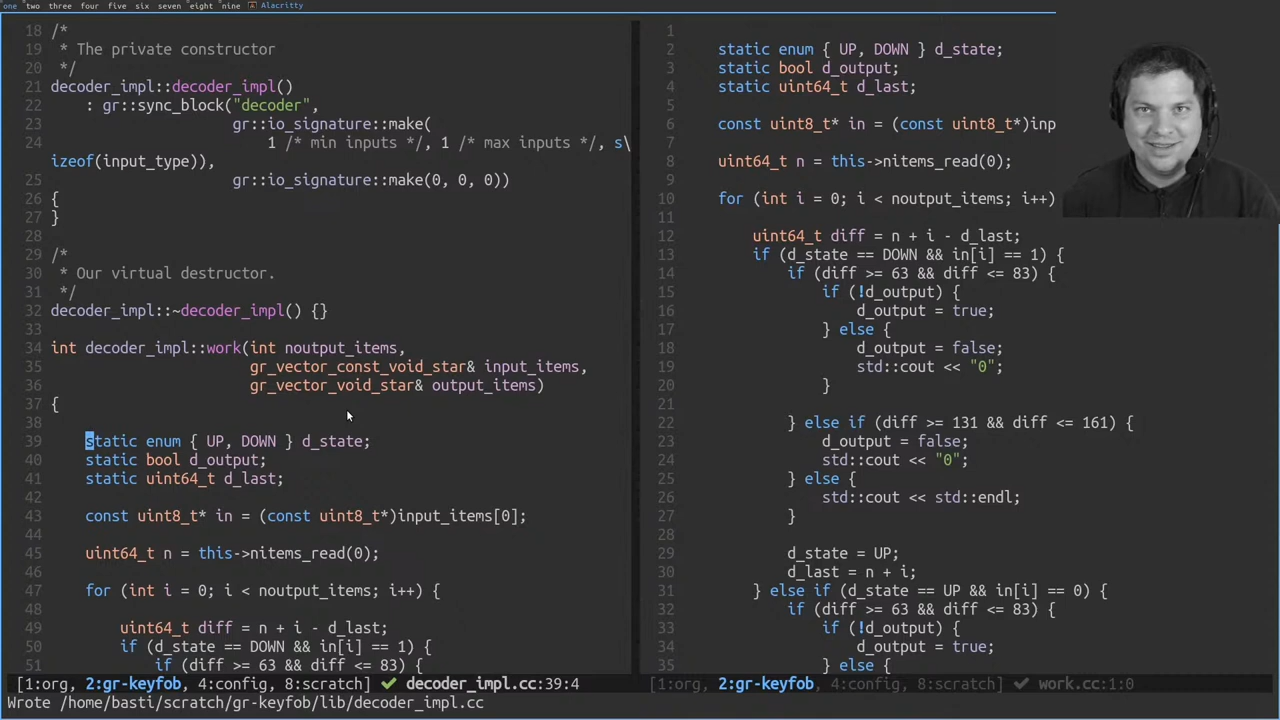 one two three four five six seven eight nine Alacritty
18 /*
19 * The private constructor
20 */
21 decoder_impl::decoder_impl()
22 : gr::sync_block("decoder",
23 gr::io_signature::make(
24 1 /* min inputs */, 1 /* max inputs */, s\
izeof(input_type)),
25 gr::io_signature::make(0, 0, 0))
26 {
27 }
28
29 /*
30 * Our virtual destructor.
31 */
32 decoder_impl::~decoder_impl() {}
33
34 int decoder_impl::work(int noutput_items,
35 gr_vector_const_void_star& input_items,
36 gr_vector_void_star& output_items)
37 {
38
39 static enum { UP, DOWN } d_state;
40 static bool d_output;
41 static uint64_t d_last;
42
43 const uint8_t* in = (const uint8_t*)input_items[0];
44
45 uint64_t n = this->nitems_read(0);
46
47 for (int i = 0; i < noutput_items; i++) {
48
49 uint64_t diff = n + i - d_last;
50 if (d_state == DOWN && in[i] == 1) {
51 if (diff >= 63 && diff <= 83) {
[1:org, 2:gr-keyfob, 4:config, 8:scratch] ✔ decoder_impl.cc:39:4
1
2 static enum { UP, DOWN } d_state;
3 static bool d_output;
4 static uint64_t d_last;
5
6 const uint8_t* in = (const uint8_t*)inp
7
8 uint64_t n = this->nitems_read(0);
9
10 for (int i = 0; i < noutput_items; i++)
11
12 uint64_t diff = n + i - d_last;
13 if (d_state == DOWN && in[i] == 1) {
14 if (diff >= 63 && diff <= 83) {
15 if (!d_output) {
16 d_output = true;
17 } else {
18 d_output = false;
19 std::cout << "0";
20 }
21
22 } else if (diff >= 131 && diff <= 161) {
23 d_output = false;
24 std::cout << "0";
25 } else {
26 std::cout << std::endl;
27 }
28
29 d_state = UP;
30 d_last = n + i;
31 } else if (d_state == UP && in[i] == 0) {
32 if (diff >= 63 && diff <= 83) {
33 if (!d_output) {
34 d_output = true;
35 } else {
[1:org, 2:gr-keyfob, 4:config, 8:scratch] ✔ work.cc:1:0
Wrote /home/basti/scratch/gr-keyfob/lib/decoder_impl.cc